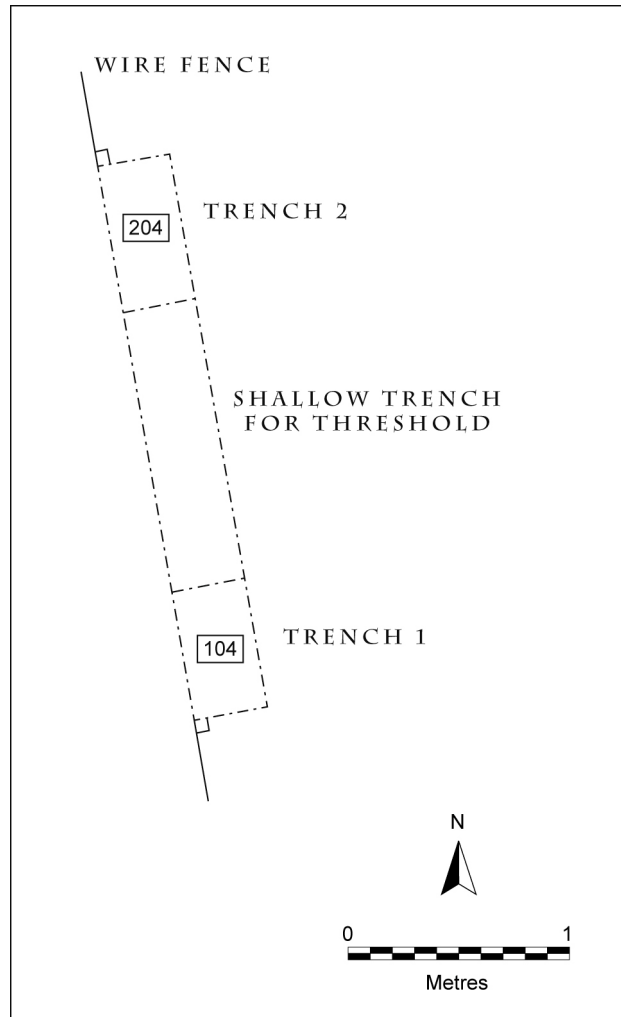 WIRE FENCE
TRENCH 2
204
SHALLOW TRENCH
FOR THRESHOLD
TRENCH 1
104
N
0 1
Metres